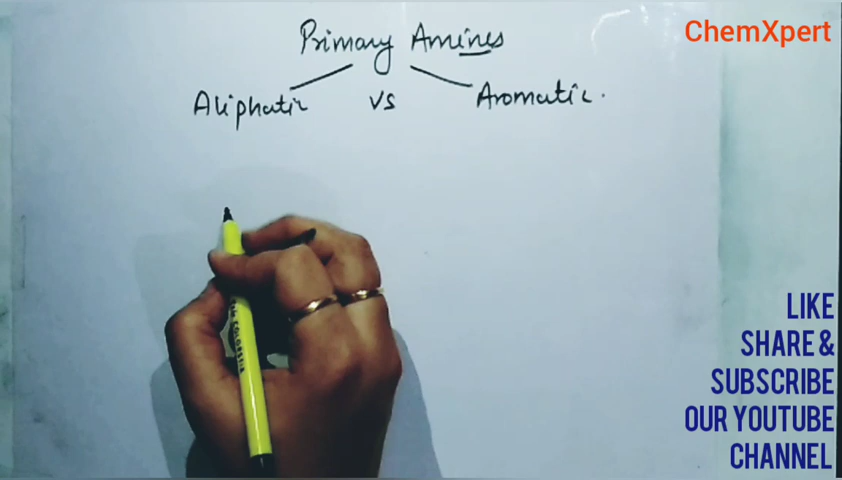 Primary Amines
Aliphatic vs Aromatic.
ChemXpert
LIKE
SHARE &
SUBSCRIBE
OUR YOUTUBE
CHANNEL